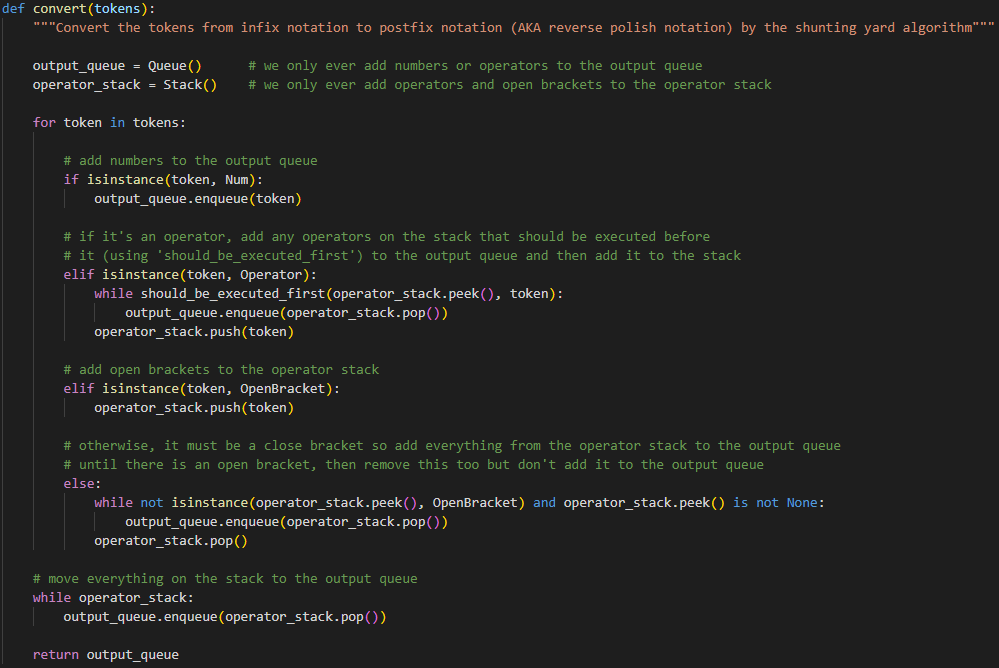 def convert(tokens):
    """Convert the tokens from infix notation to postfix notation (AKA reverse polish notation) by the shunting yard algorithm"""

    output_queue = Queue()      # we only ever add numbers or operators to the output queue
    operator_stack = Stack()    # we only ever add operators and open brackets to the operator stack

    for token in tokens:

        # add numbers to the output queue
        if isinstance(token, Num):
            output_queue.enqueue(token)

        # if it's an operator, add any operators on the stack that should be executed before
        # it (using 'should_be_executed_first') to the output queue and then add it to the stack
        elif isinstance(token, Operator):
            while should_be_executed_first(operator_stack.peek(), token):
                output_queue.enqueue(operator_stack.pop())
            operator_stack.push(token)

        # add open brackets to the operator stack
        elif isinstance(token, OpenBracket):
            operator_stack.push(token)

        # otherwise, it must be a close bracket so add everything from the operator stack to the output queue
        # until there is an open bracket, then remove this too but don't add it to the output queue
        else:
            while not isinstance(operator_stack.peek(), OpenBracket) and operator_stack.peek() is not None:
                output_queue.enqueue(operator_stack.pop())
            operator_stack.pop()

    # move everything on the stack to the output queue
    while operator_stack:
        output_queue.enqueue(operator_stack.pop())

    return output_queue